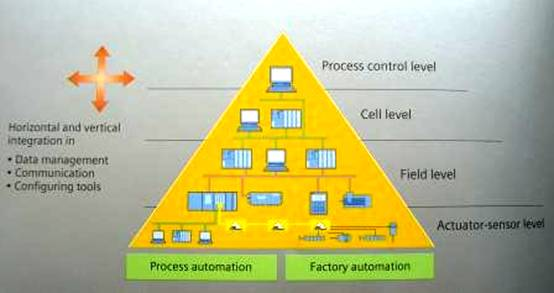 Process control level
Cell level
Horizontal and vertical
integration in
• Data management
• Communication
• Configuring tools
Field level
Actuator-sensor level
Process automation
Factory automation